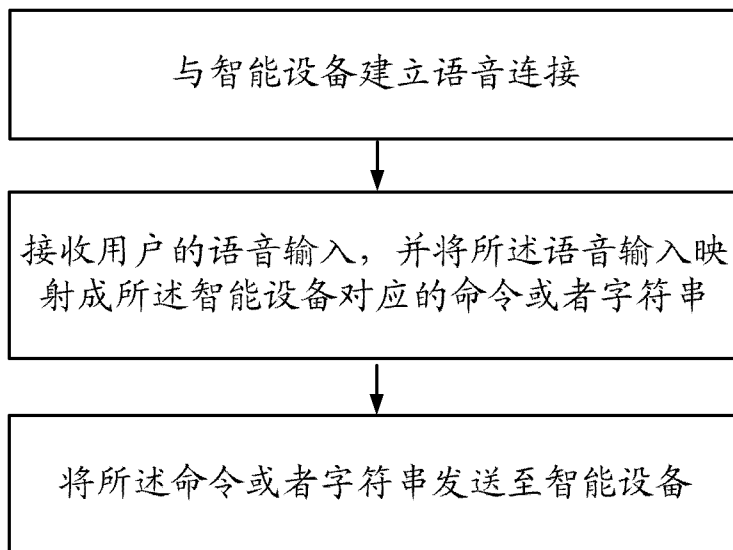 与智能设备建立语音连接
接收用户的语音输入，并将所述语音输入映
射成所述智能设备对应的命令或者字符串
将所述命令或者字符串发送至智能设备